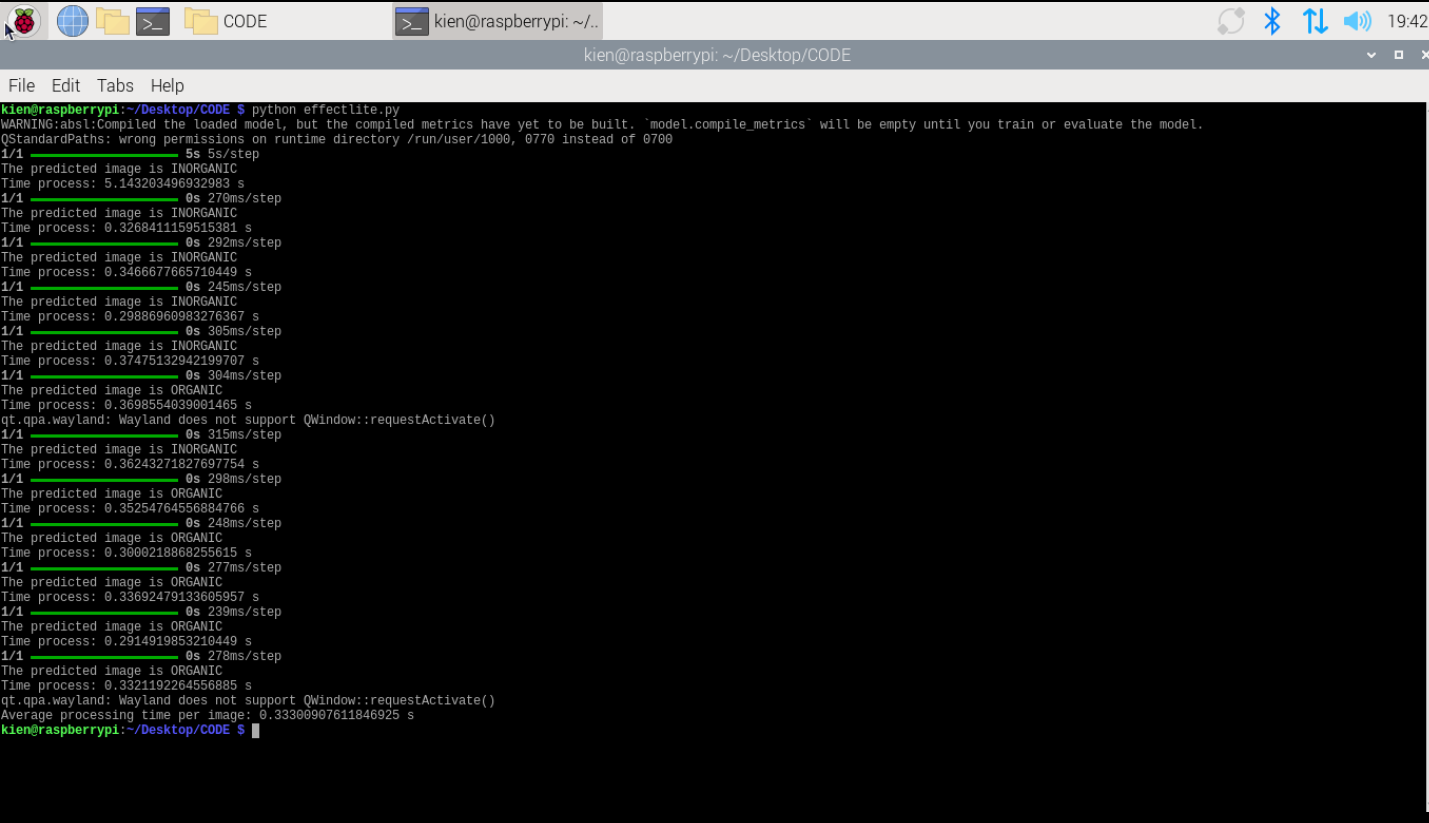 CODE
kien@raspberrypi: ~/..
19:42
kien@raspberrypi: ~/Desktop/CODE
File Edit Tabs Help
kien@raspberrypi:~/Desktop/CODE $ python effectlite.py
WARNING:absl:Compiled the loaded model, but the compiled metrics have yet to be built. `model.compile_metrics` will be empty until you train or evaluate the model.
QStandardPaths: wrong permissions on runtime directory /run/user/1000, 0770 instead of 0700
1/1 5s 5s/step
The predicted image is INORGANIC
Time process: 5.143203496932983 s
1/1 0s 270ms/step
The predicted image is INORGANIC
Time process: 0.3268411159515381 s
1/1 0s 292ms/step
The predicted image is INORGANIC
Time process: 0.3466677665710449 s
1/1 0s 245ms/step
The predicted image is INORGANIC
Time process: 0.29886960983276367 s
1/1 0s 305ms/step
The predicted image is INORGANIC
Time process: 0.37475132942199707 s
1/1 0s 304ms/step
The predicted image is ORGANIC
Time process: 0.3698554039001465 s
qt.qpa.wayland: Wayland does not support QWindow::requestActivate()
1/1 0s 315ms/step
The predicted image is INORGANIC
Time process: 0.36243271827697754 s
1/1 0s 298ms/step
The predicted image is ORGANIC
Time process: 0.35254764556884766 s
1/1 0s 248ms/step
The predicted image is ORGANIC
Time process: 0.3000218868255615 s
1/1 0s 277ms/step
The predicted image is ORGANIC
Time process: 0.33692479133605957 s
1/1 0s 239ms/step
The predicted image is ORGANIC
Time process: 0.2914919853210449 s
1/1 0s 278ms/step
The predicted image is ORGANIC
Time process: 0.3321192264556885 s
qt.qpa.wayland: Wayland does not support QWindow::requestActivate()
Average processing time per image: 0.33300907611846925 s
kien@raspberrypi:~/Desktop/CODE $